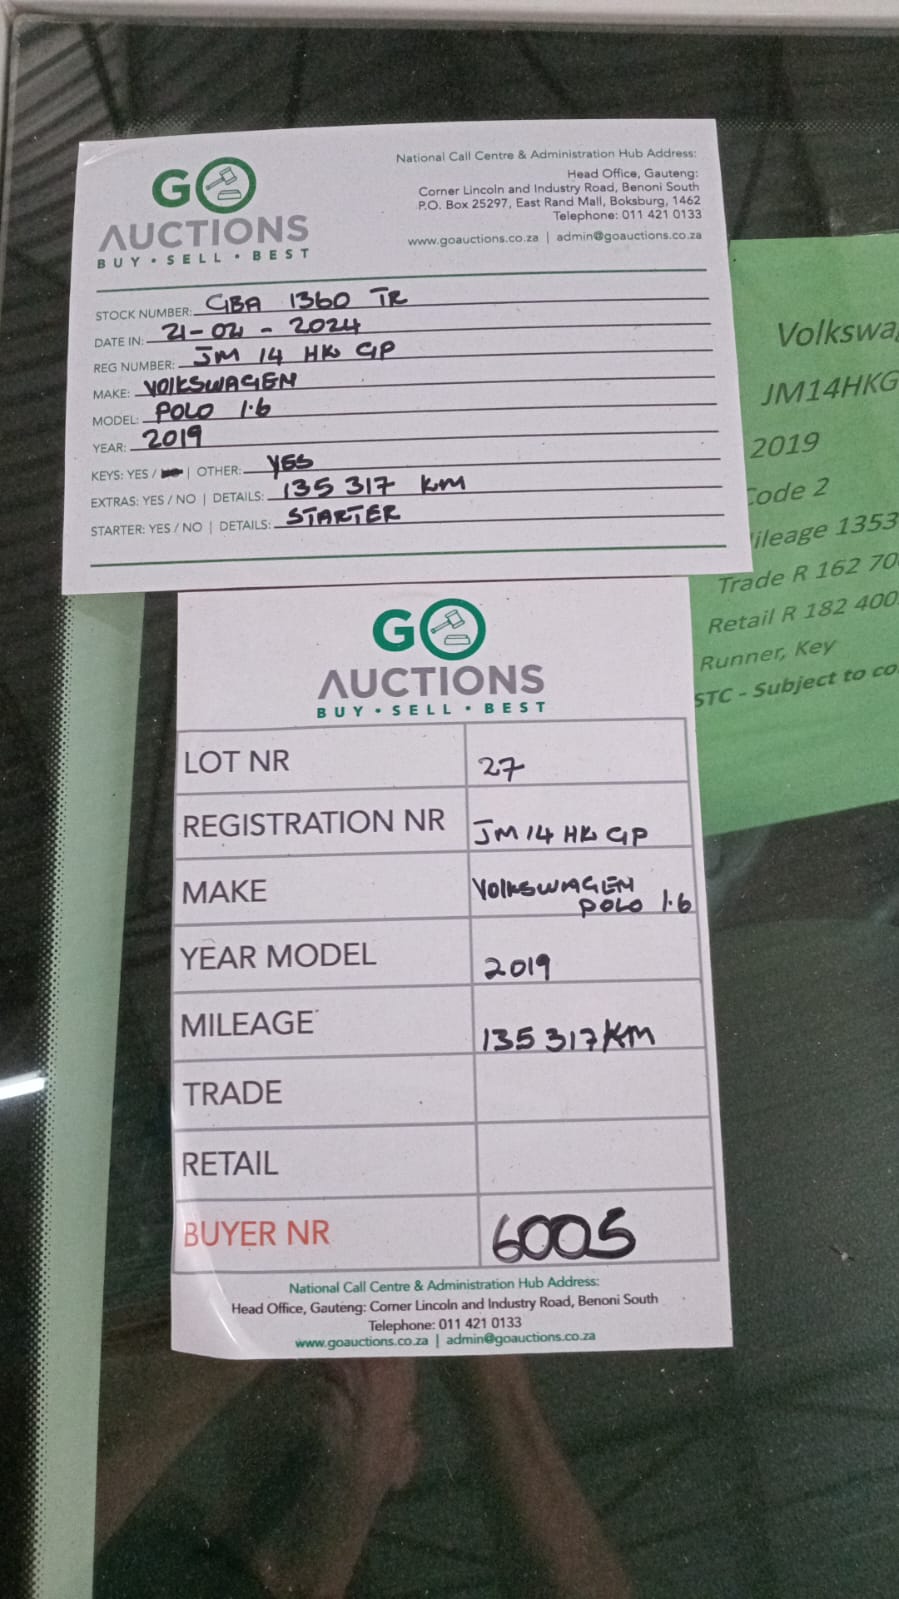 GO
AUCTIONS
BUY • SELL • BEST
National Call Centre & Administration Hub Address:
Head Office, Gauteng:
Corner Lincoln and Industry Road, Benoni South
P.O. Box 25297, East Rand Mall, Boksburg, 1462
Telephone: 011 421 0133
www.goauctions.co.za | admin@goauctions.co.za
STOCK NUMBER: GBA 1360 TR
DATE IN: 21-02-2024
REG NUMBER: JM 14 HK GP
MAKE: VOLKSWAGEN
MODEL: POLO 1.6
YEAR: 2019
KEYS: YES / | OTHER: YES
EXTRAS: YES / NO | DETAILS: 135 317 km
STARTER: YES / NO | DETAILS: STARTER
Volkswa
JM14HKG
2019
Code 2
ileage 1353
Trade R 162 70
Retail R 182 400
Runner, Key
STC - Subject to co
GO
AUCTIONS
BUY • SELL • BEST
LOT NR 27
REGISTRATION NR JM 14 HK GP
MAKE VOLKSWAGEN
POLO 1.6
YEAR MODEL 2019
MILEAGE 135 317 KM
TRADE
RETAIL
BUYER NR 6005
National Call Centre & Administration Hub Address:
Head Office, Gauteng: Corner Lincoln and Industry Road, Benoni South
Telephone: 011 421 0133
www.goauctions.co.za | admin@goauctions.co.za